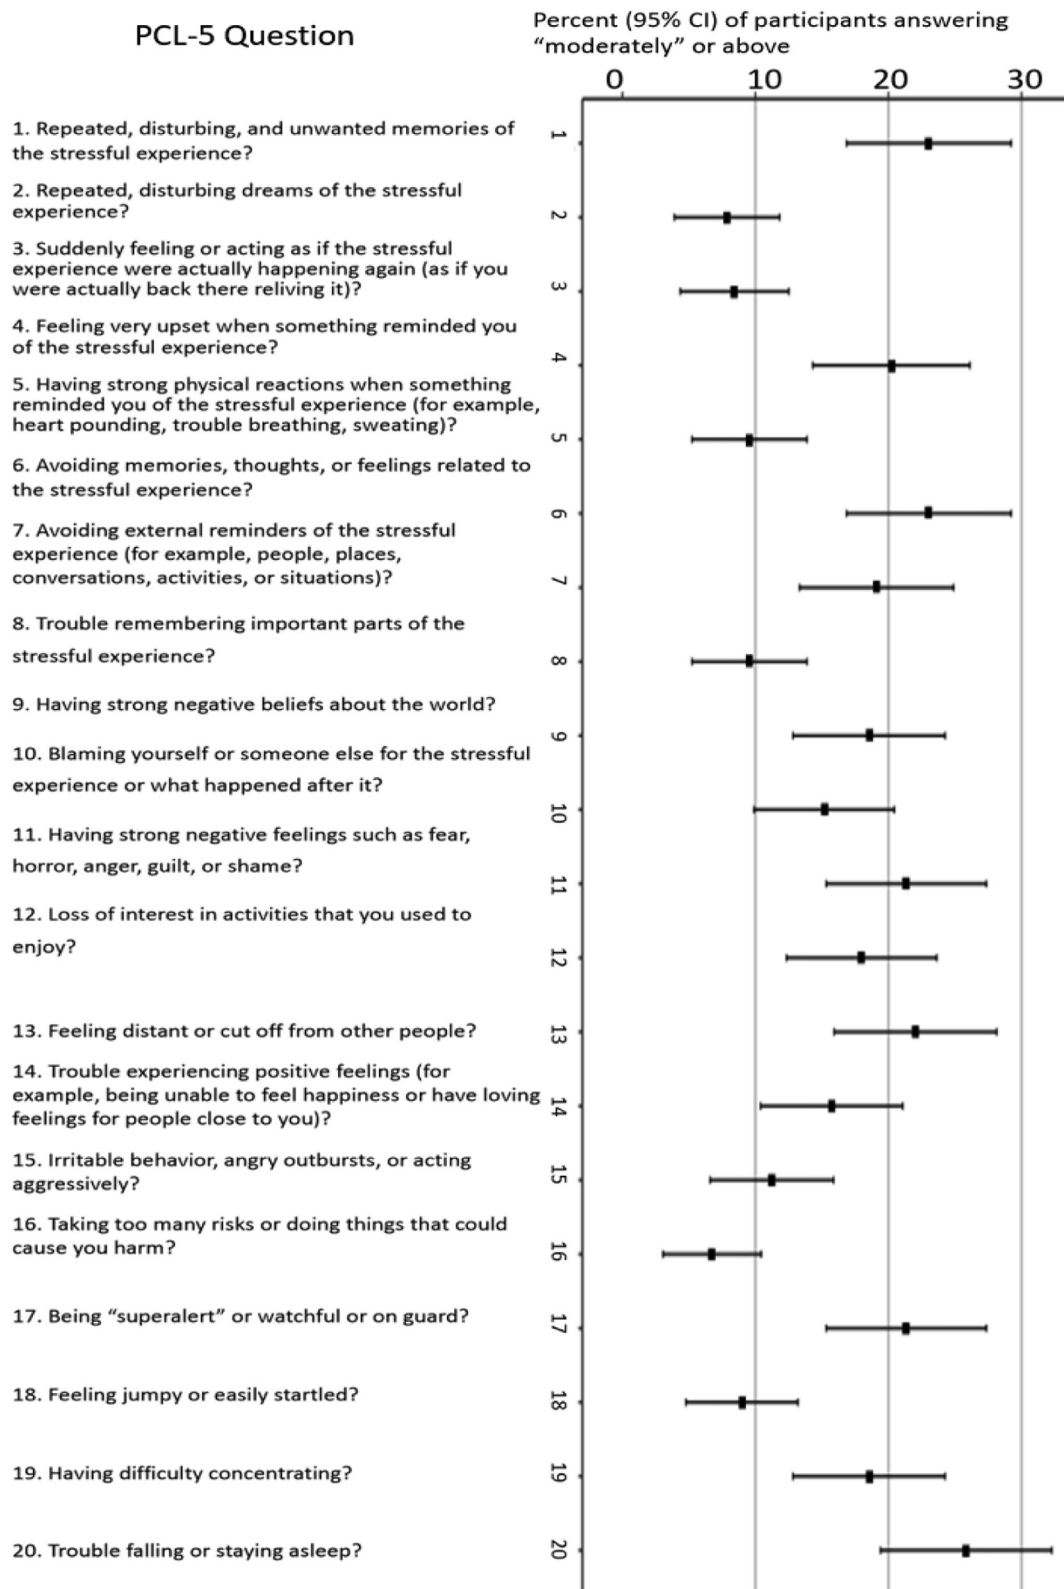 PCL-5 Question
Percent (95% CI) of participants answering
“moderately” or above
0 10 20 30
1. Repeated, disturbing, and unwanted memories of
the stressful experience?
2. Repeated, disturbing dreams of the stressful
experience?
3. Suddenly feeling or acting as if the stressful
experience were actually happening again (as if you
were actually back there reliving it)?
4. Feeling very upset when something reminded you
of the stressful experience?
5. Having strong physical reactions when something
reminded you of the stressful experience (for example,
heart pounding, trouble breathing, sweating)?
6. Avoiding memories, thoughts, or feelings related to
the stressful experience?
7. Avoiding external reminders of the stressful
experience (for example, people, places,
conversations, activities, or situations)?
8. Trouble remembering important parts of the
stressful experience?
9. Having strong negative beliefs about the world?
10. Blaming yourself or someone else for the stressful
experience or what happened after it?
11. Having strong negative feelings such as fear,
horror, anger, guilt, or shame?
12. Loss of interest in activities that you used to
enjoy?
13. Feeling distant or cut off from other people?
14. Trouble experiencing positive feelings (for
example, being unable to feel happiness or have loving
feelings for people close to you)?
15. Irritable behavior, angry outbursts, or acting
aggressively?
16. Taking too many risks or doing things that could
cause you harm?
17. Being “superalert” or watchful or on guard?
18. Feeling jumpy or easily startled?
19. Having difficulty concentrating?
20. Trouble falling or staying asleep?
1
2
3
4
5
6
7
8
9
10
11
12
13
14
15
16
17
18
19
20